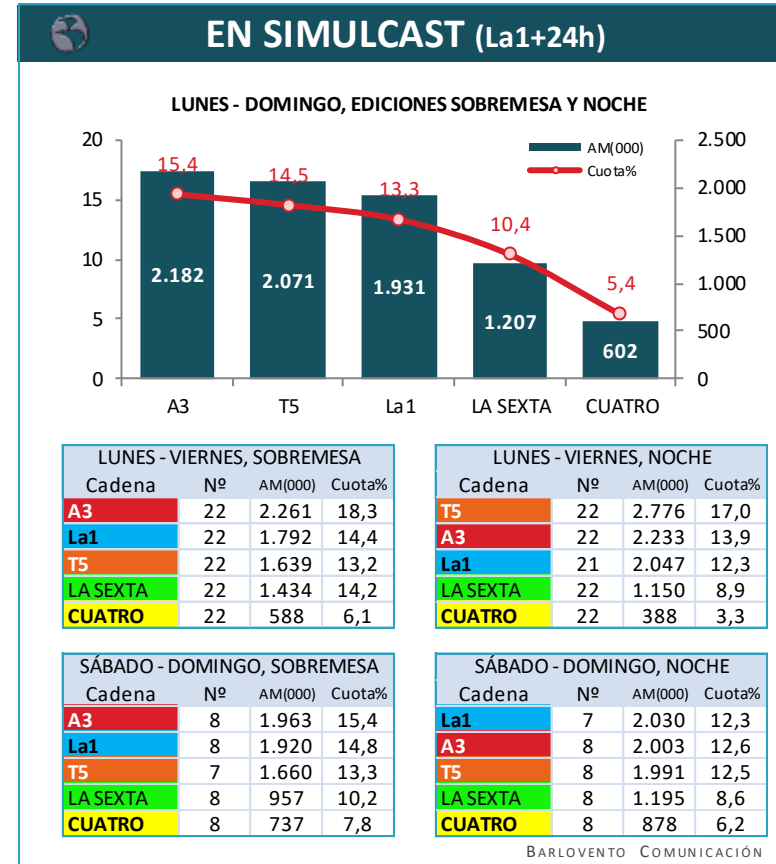 EN SIMULCAST (La1+24h)
LUNES - DOMINGO, EDICIONES SOBREMESA Y NOCHE
20 15 10 5 0
2.500 2.000 1.500 1.000 500 0
AM(000)
Cuota%
15,4 14,5 13,3 10,4 5,4
2.182 2.071 1.931 1.207 602
A3 T5 La1 LA SEXTA CUATRO
LUNES - VIERNES, SOBREMESA
Cadena Nº AM(000) Cuota%
A3 22 2.261 18,3
La1 22 1.792 14,4
T5 22 1.639 13,2
LA SEXTA 22 1.434 14,2
CUATRO 22 588 6,1
LUNES - VIERNES, NOCHE
Cadena Nº AM(000) Cuota%
T5 22 2.776 17,0
A3 22 2.233 13,9
La1 21 2.047 12,3
LA SEXTA 22 1.150 8,9
CUATRO 22 388 3,3
SÁBADO - DOMINGO, SOBREMESA
Cadena Nº AM(000) Cuota%
A3 8 1.963 15,4
La1 8 1.920 14,8
T5 7 1.660 13,3
LA SEXTA 8 957 10,2
CUATRO 8 737 7,8
SÁBADO - DOMINGO, NOCHE
Cadena Nº AM(000) Cuota%
La1 7 2.030 12,3
A3 8 2.003 12,6
T5 8 1.991 12,5
LA SEXTA 8 1.195 8,6
CUATRO 8 878 6,2
BARLOVENTO COMUNICACIÓN